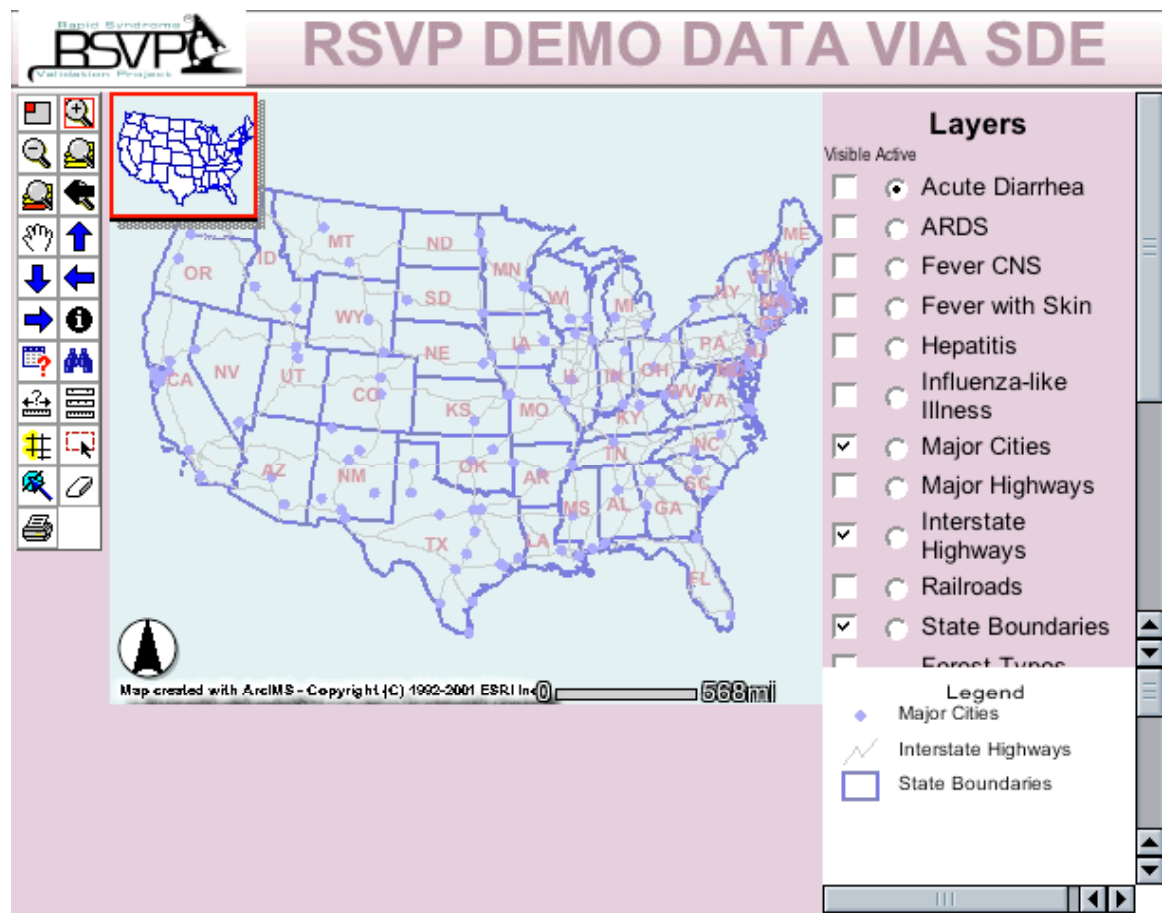 Rapid Syndrome
RSVP
Validation Project
RSVP DEMO DATA VIA SDE
Layers
Visible Active
Acute Diarrhea
ARDS
Fever CNS
Fever with Skin
Hepatitis
Influenza-like
Illness
Major Cities
Major Highways
Interstate
Highways
Railroads
State Boundaries
Forest Types
ME
MT
ND
ID
OR
MN
SD
WI
MI
NY
WY
IA
PA
NE
NJ
NV
UT
IL
IN
OH
CA
CO
WV
VA
KS
MO
KY
NC
TN
AZ
NM
OK
AR
SC
MS
AL
GA
TX
LA
FL
Map created with ArcIMS - Copyright (C) 1992-2001 ESRI Inc
0
568mi
Legend
Major Cities
Interstate Highways
State Boundaries